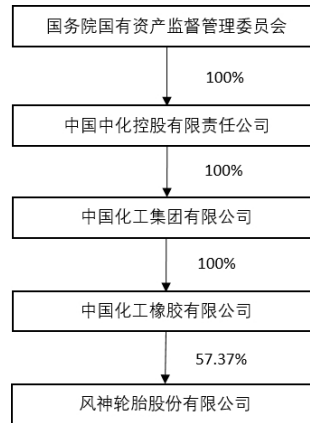 国务院国有资产监督管理委员会
100%
中国中化控股有限责任公司
100%
中国化工集团有限公司
100%
中国化工橡胶有限公司
57.37%
风神轮胎股份有限公司